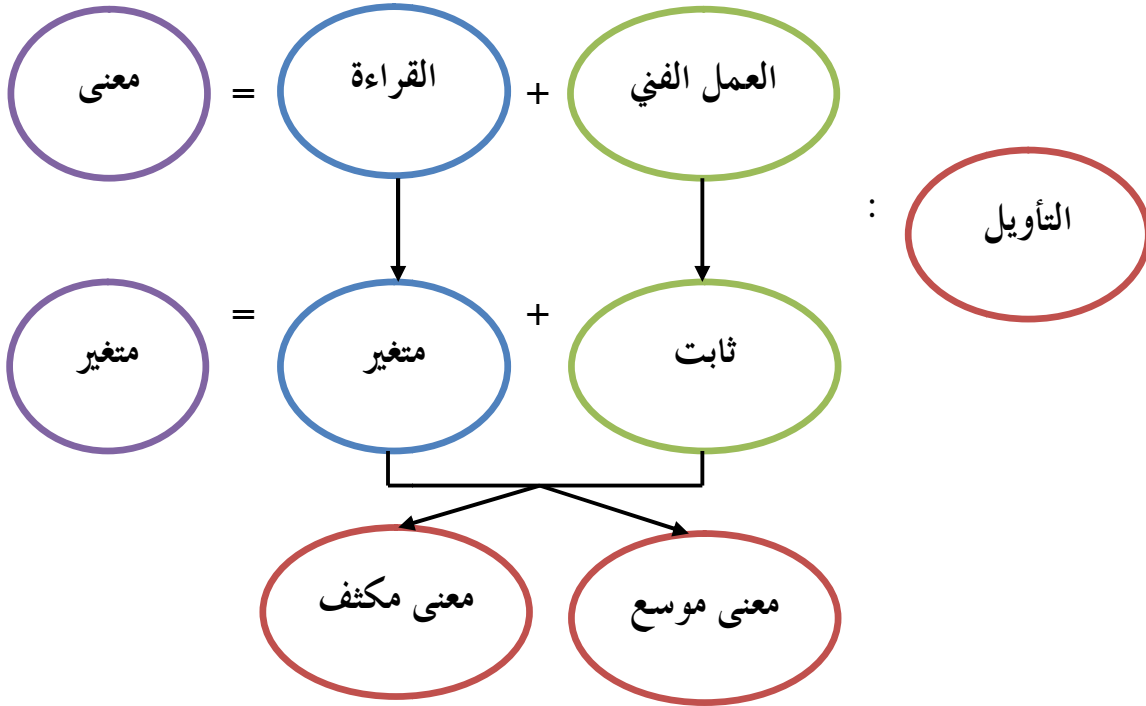 التأويل
:
العمل الفني + القراءة = معنى
ثابت + متغير = متغير
معنى موسع
معنى مكثف